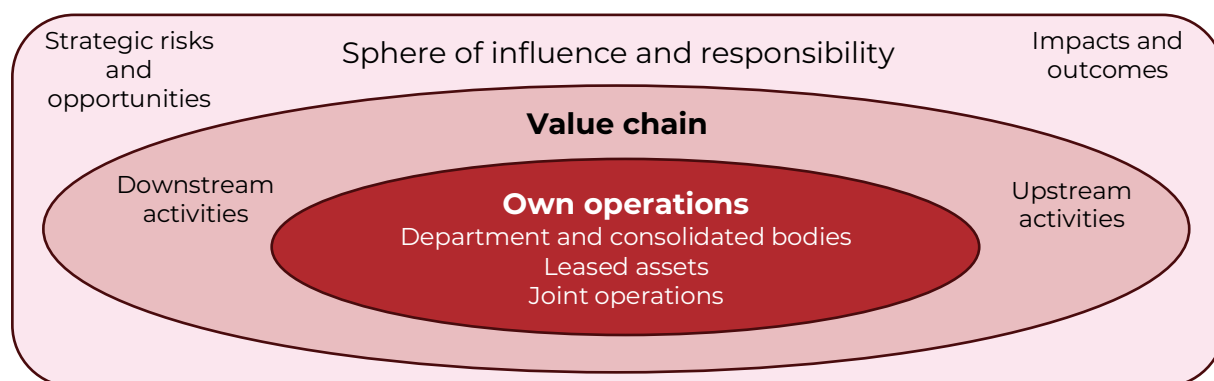 Strategic risks
and
opportunities
Sphere of influence and responsibility
Impacts and
outcomes
Value chain
Downstream
activities
Own operations
Department and consolidated bodies
Leased assets
Joint operations
Upstream
activities